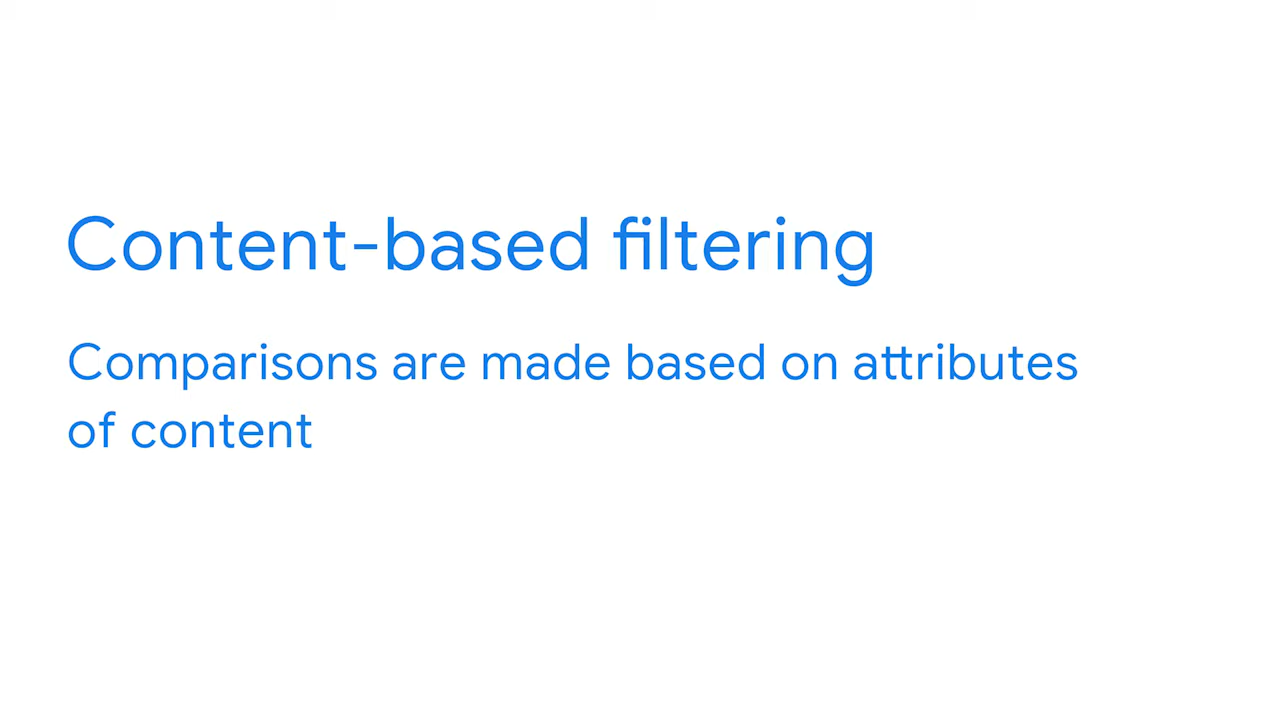 Content-based filtering
Comparisons are made based on attributes
of content